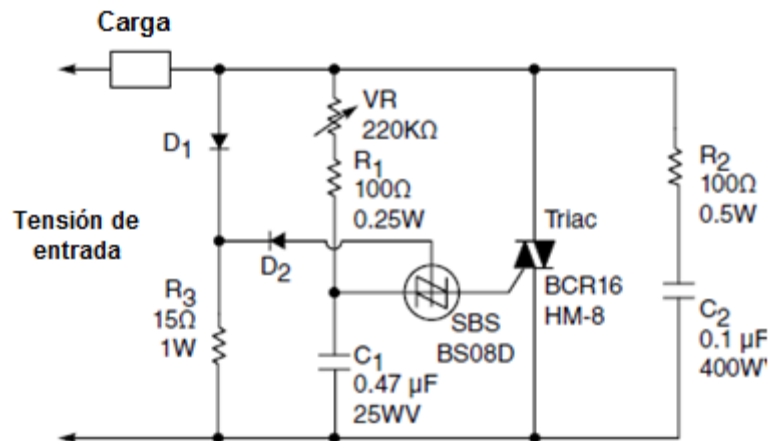 Carga
VR
220KΩ
D1
R1
100Ω
0.25W
R2
100Ω
0.5W
Tensión de
entrada
Triac
D2
BCR16
HM-8
R3
15Ω
1W
SBS
BS08D
C1
0.47 µF
25WV
C2
0.1 µF
400W